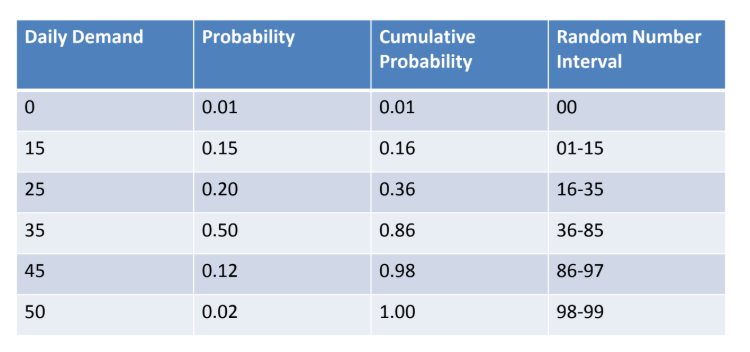 Daily Demand Probability Cumulative Probability Random Number Interval
0 0.01 0.01 00
15 0.15 0.16 01-15
25 0.20 0.36 16-35
35 0.50 0.86 36-85
45 0.12 0.98 86-97
50 0.02 1.00 98-99